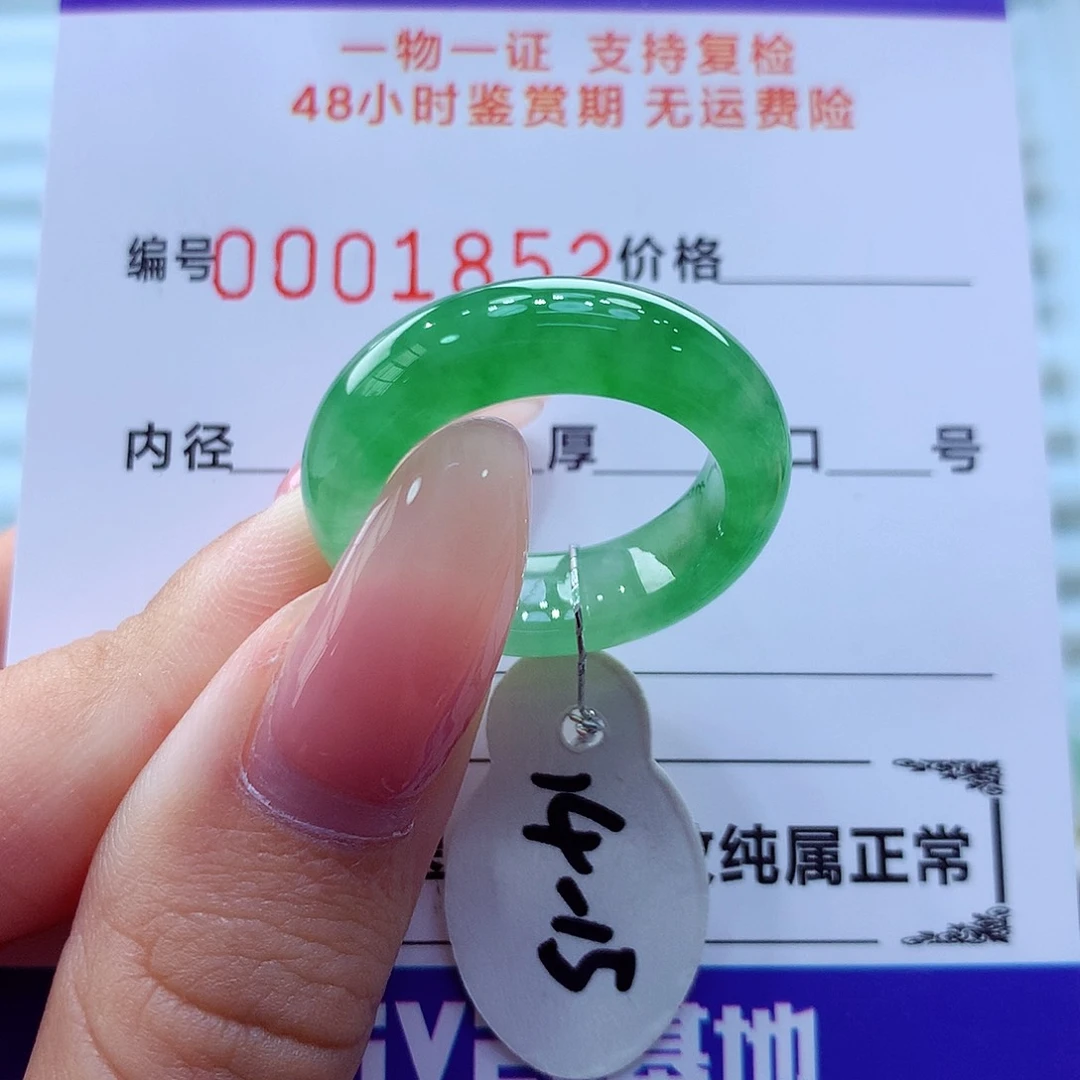 一物一证 支持复检
48小时鉴赏期 无运费险
编号0001852价格
内径 厚 口 号
14-15
纯属正常
基地